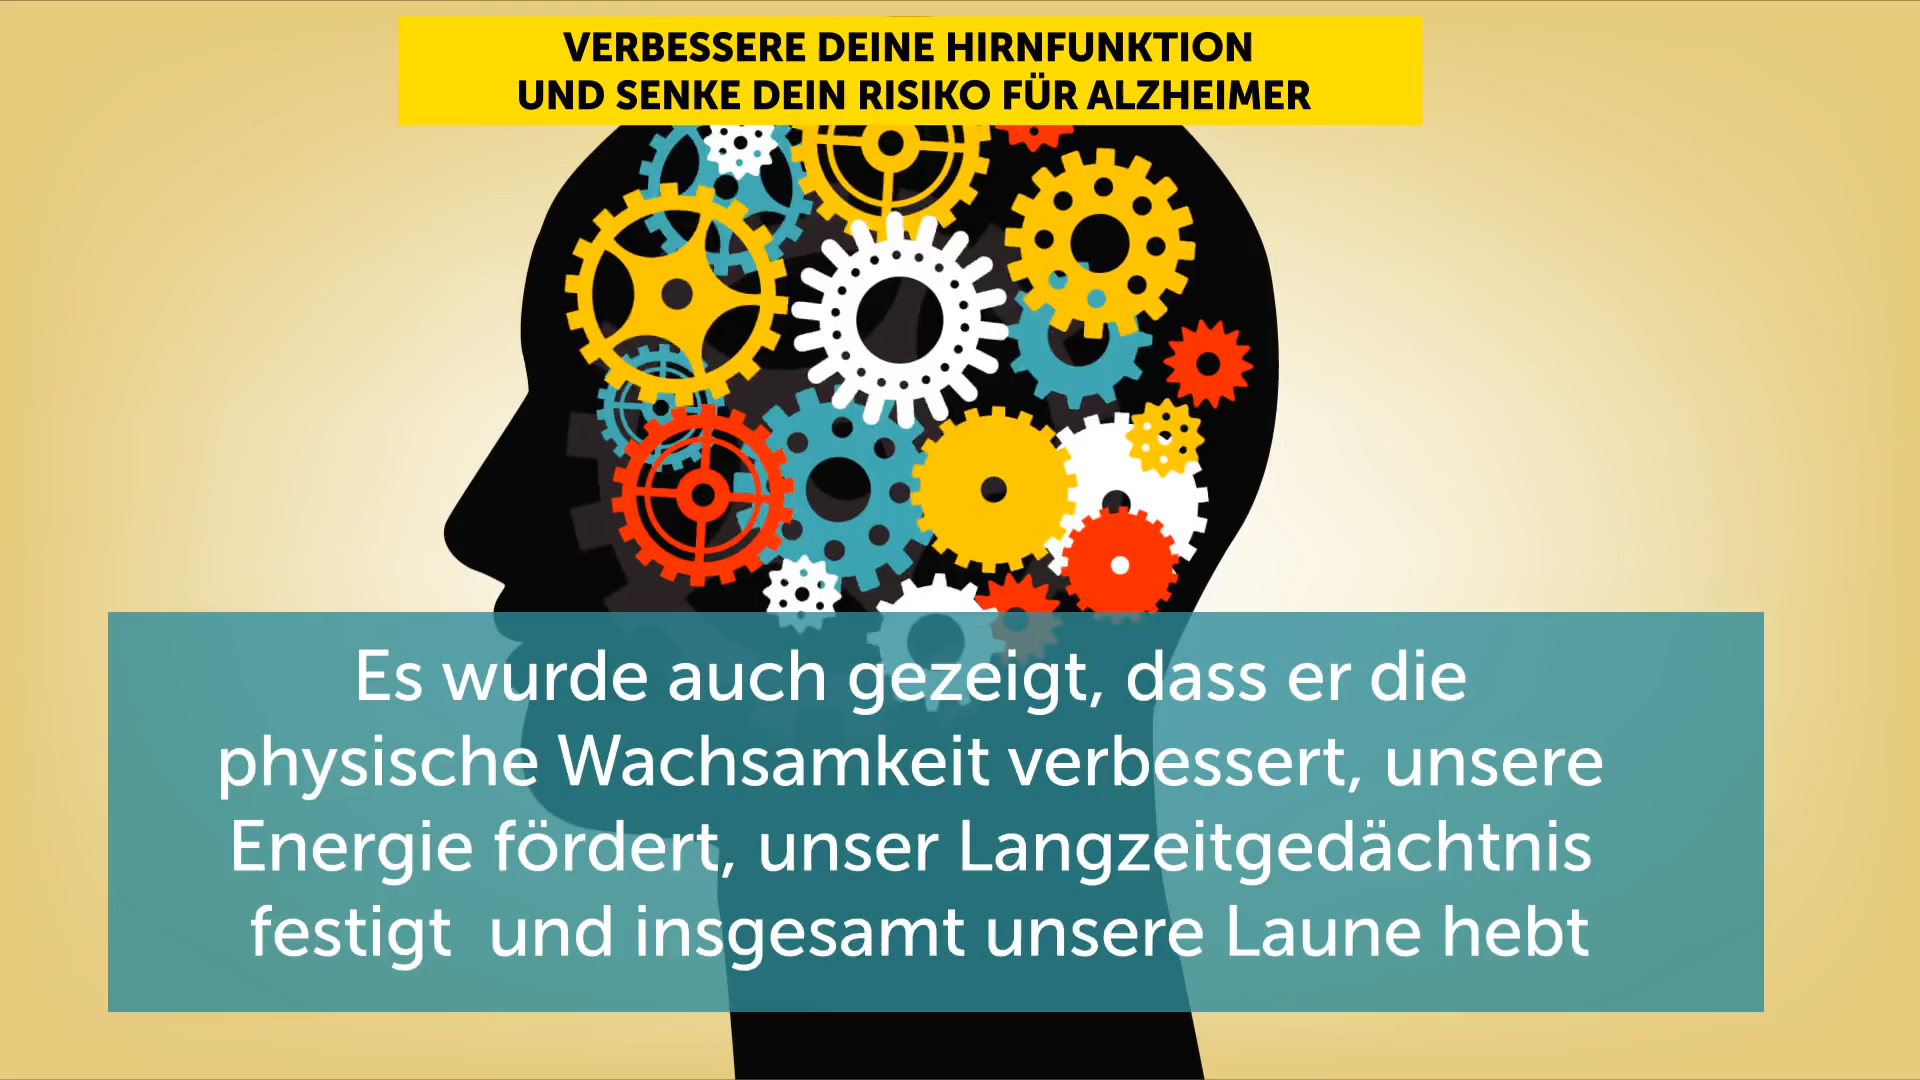 VERBESSERE DEINE HIRNFUNKTION
UND SENKE DEIN RISIKO FÜR ALZHEIMER
Es wurde auch gezeigt, dass er die
physische Wachsamkeit verbessert, unsere
Energie fördert, unser Langzeitgedächtnis
festigt  und insgesamt unsere Laune hebt